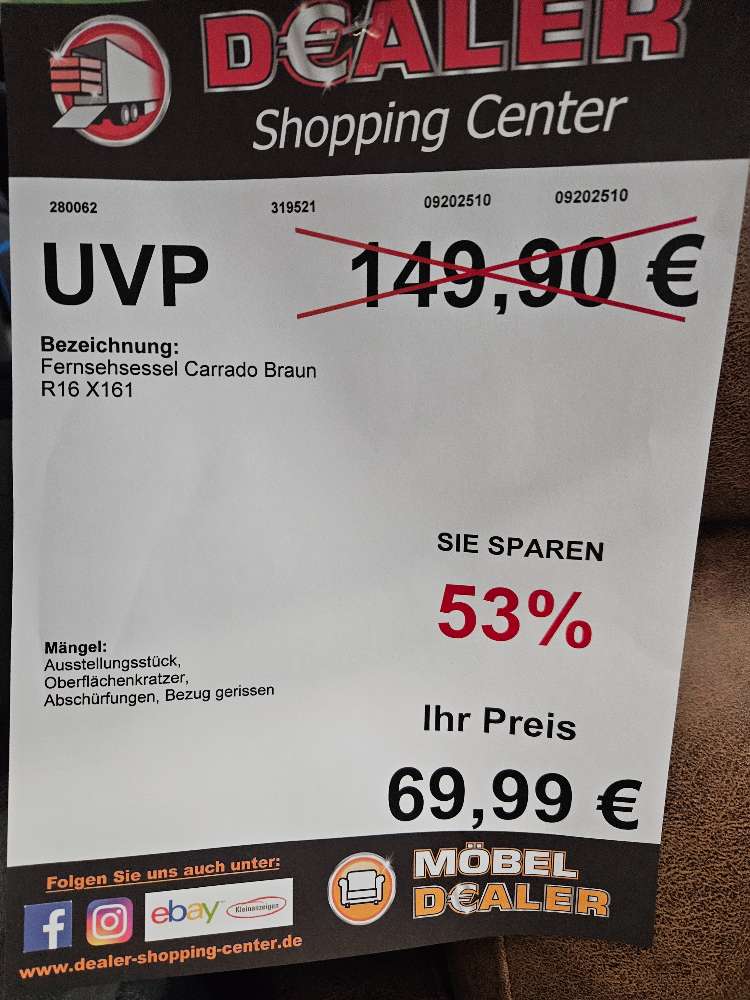 D€ALER
Shopping Center
280062 319521 09202510 09202510
UVP 149,90 €
Bezeichnung:
Fernsehsessel Carrado Braun
R16 X161
SIE SPAREN
53%
Mängel:
Ausstellungsstück,
Oberflächenkratzer,
Abschürfungen, Bezug gerissen
Ihr Preis
69,99 €
Folgen Sie uns auch unter:
f ebay Kleinanzeigen
www.dealer-shopping-center.de
MÖBEL
D€ALER